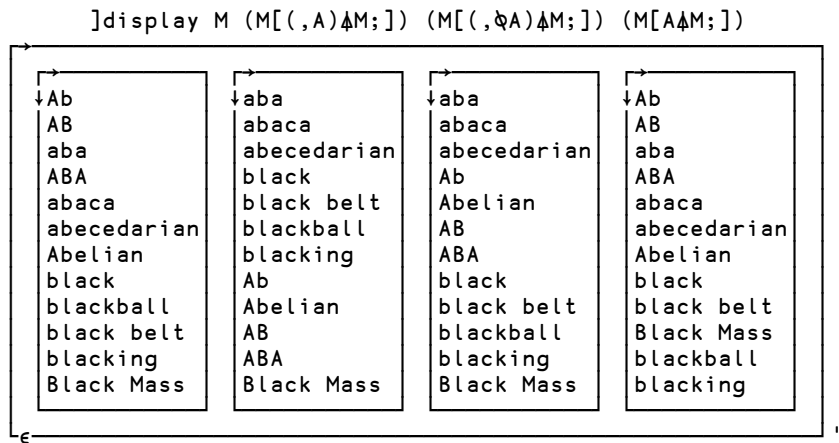 ]display M (M[(,A)⍋M;]) (M[(,⍉A)⍋M;]) (M[A⍋M;])
┌→──────────────────────────────────────────────────────────┐
│ ┌→───────────┐ ┌→───────────┐ ┌→───────────┐ ┌→───────────┐ │
│ ↓Ab          │ ↓aba         │ ↓aba         │ ↓Ab          │ │
│ │AB          │ │abaca       │ │abaca       │ │AB          │ │
│ │aba         │ │abecedarian│ │abecedarian│ │aba         │ │
│ │ABA         │ │black       │ │Ab          │ │ABA         │ │
│ │abaca       │ │black belt  │ │Abelian     │ │abaca       │ │
│ │abecedarian│ │blackball   │ │AB          │ │abecedarian│ │
│ │Abelian     │ │blacking    │ │ABA         │ │Abelian     │ │
│ │black       │ │Ab          │ │black       │ │black       │ │
│ │blackball   │ │Abelian     │ │black belt  │ │black belt  │ │
│ │black belt  │ │AB          │ │blackball   │ │Black Mass  │ │
│ │blacking    │ │ABA         │ │blacking    │ │blackball   │ │
│ │Black Mass  │ │Black Mass  │ │Black Mass  │ │blacking    │ │
│ └────────────┘ └────────────┘ └────────────┘ └────────────┘ │
└∊──────────────────────────────────────────────────────────┘